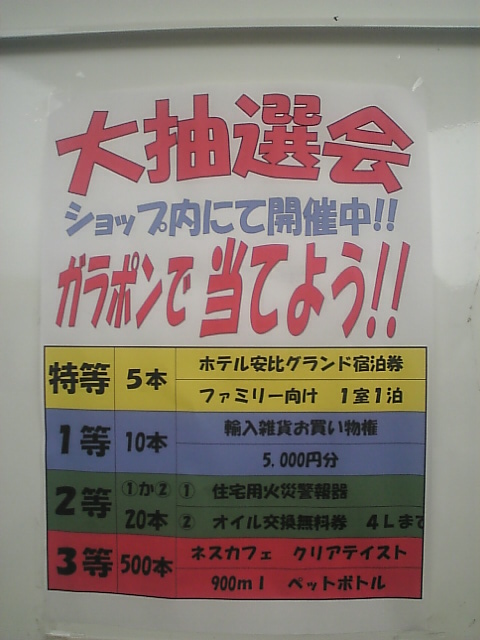 大抽選会
ショップ内にて開催中!!
ガラポンで当てよう!!
特等 5本 ホテル安比グランド宿泊券
ファミリー向け 1室1泊
1等 10本 輸入雑貨お買い物権
5.000円分
2等 ①か② ① 住宅用火災警報器
20本 ② オイル交換無料券 4Lまで
3等 500本 ネスカフェ クリアテイスト
900ml ペットボトル